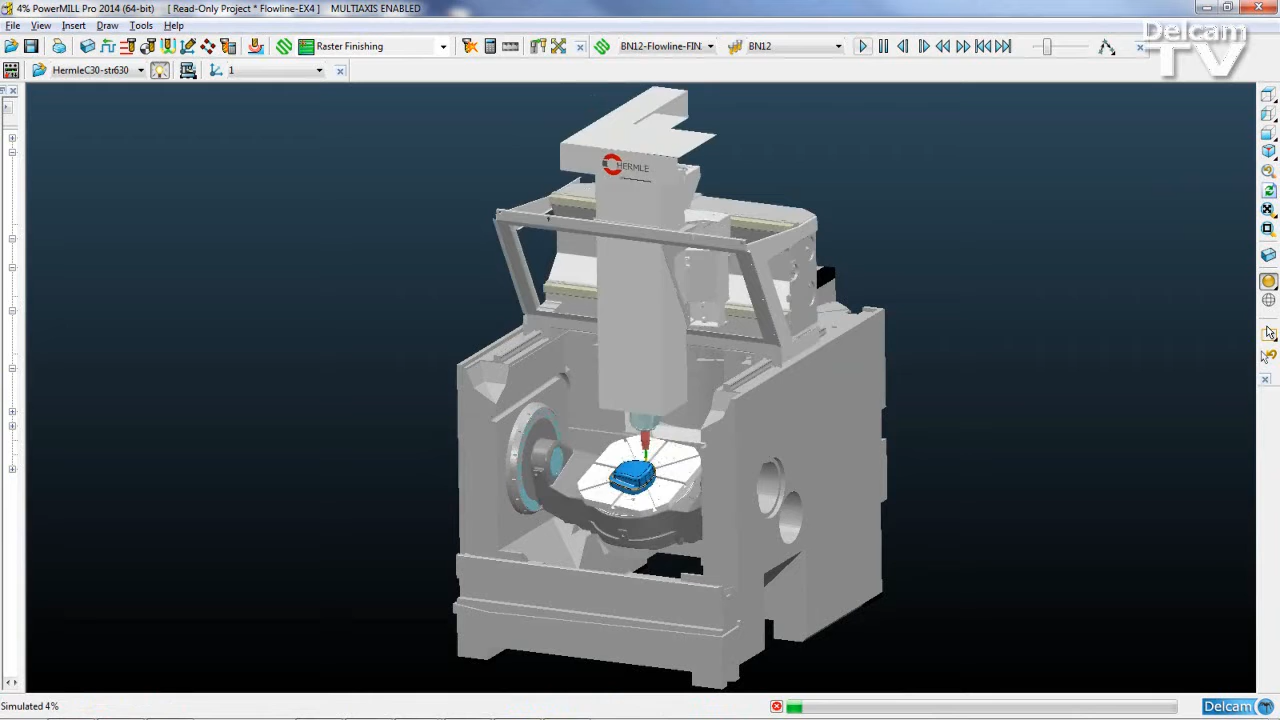 4% PowerMILL Pro 2014 (64-bit) [ Read-Only Project * Flowline-EX4 ] MULTIAXIS ENABLED
File View Insert Draw Tools Help
Raster Finishing BN12-Flowline-FIN BN12
Delcam
TV
HermleC30-str630 1
HERMLE
Simulated 4%
Delcam